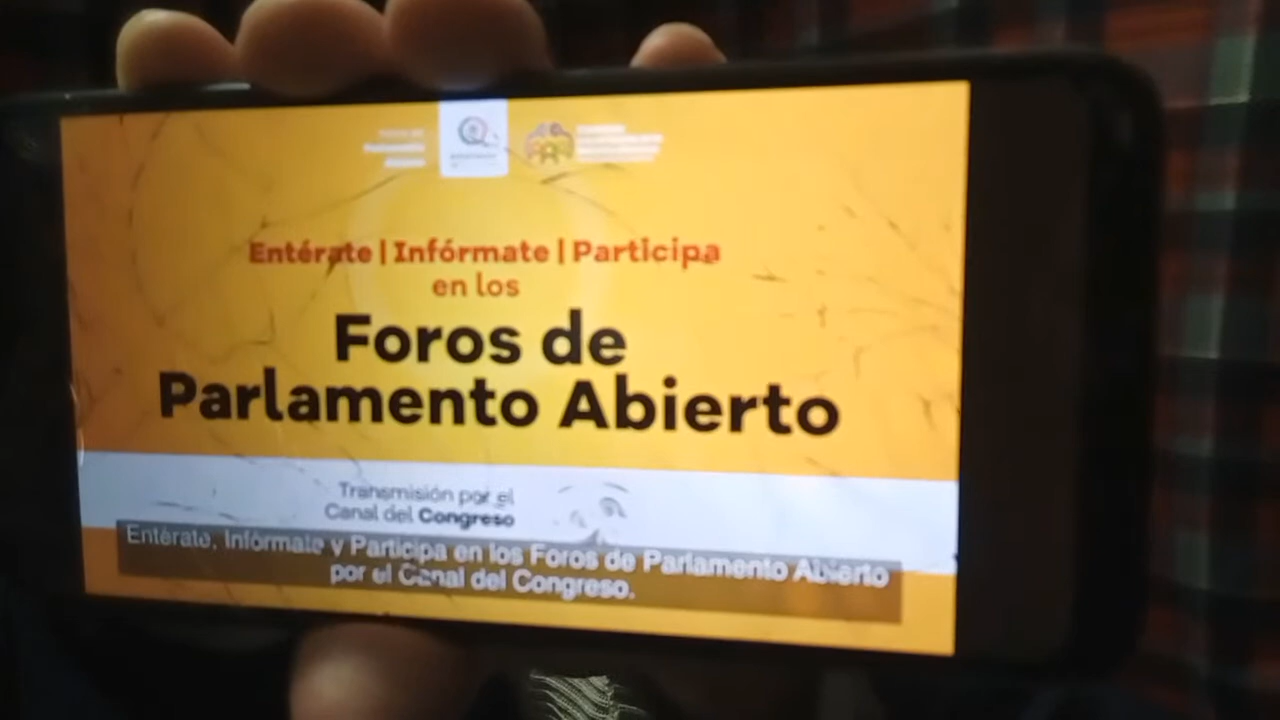 Entérate | Infórmate | Participa
en los
Foros de
Parlamento Abierto
Transmisión por el
Canal del Congreso
Entérate, Infórmate y Participa en los Foros de Parlamento Abierto
por el Canal del Congreso.